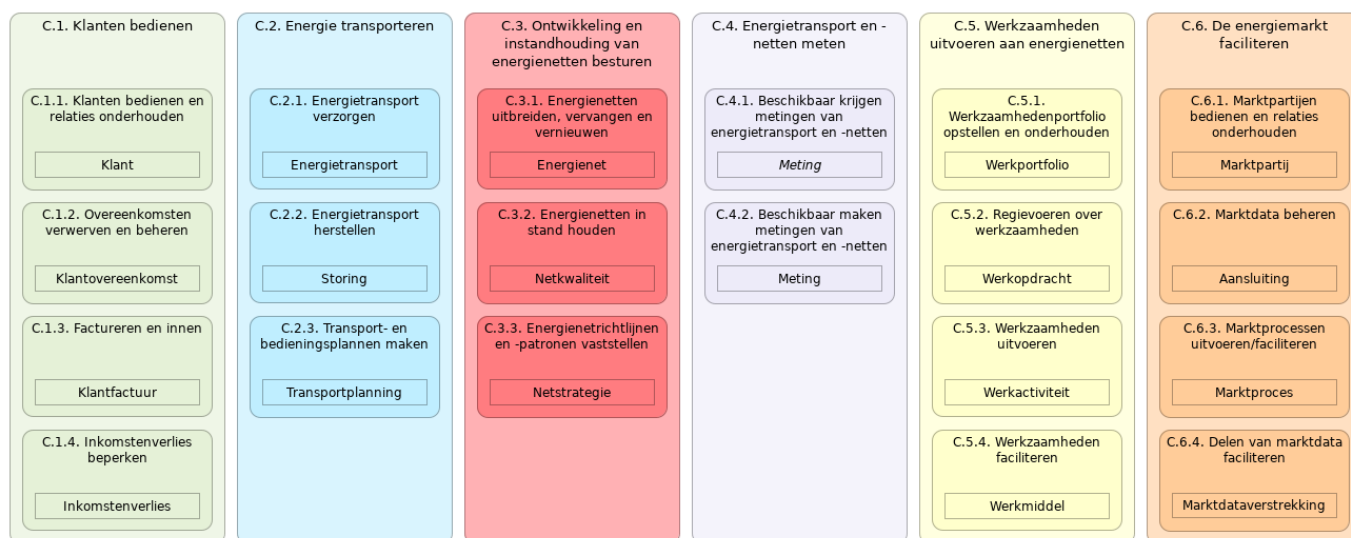 C.1. Klanten bedienen
C.1.1. Klanten bedienen en
relaties onderhouden
Klant
C.1.2. Overeenkomsten
verwerven en beheren
Klantovereenkomst
C.1.3. Factureren en innen
Klantfactuur
C.1.4. Inkomstenverlies
beperken
Inkomstenverlies
C.2. Energie transporteren
C.2.1. Energietransport
verzorgen
Energietransport
C.2.2. Energietransport
herstellen
Storing
C.2.3. Transport- en
bedieningsplannen maken
Transportplanning
C.3. Ontwikkeling en
instandhouding van
energienetten besturen
C.3.1. Energienetten
uitbreiden, vervangen en
vernieuwen
Energienet
C.3.2. Energienetten in
stand houden
Netkwaliteit
C.3.3. Energienetrichtlijnen
en -patronen vaststellen
Netstrategie
C.4. Energietransport en -
netten meten
C.4.1. Beschikbaar krijgen
metingen van
energietransport en -netten
Meting
C.4.2. Beschikbaar maken
metingen van
energietransport en -netten
Meting
C.5. Werkzaamheden
uitvoeren aan energienetten
C.5.1.
Werkzaamhedenportfolio
opstellen en onderhouden
Werkportfolio
C.5.2. Regievoeren over
werkzaamheden
Werkopdracht
C.5.3. Werkzaamheden
uitvoeren
Werkactiviteit
C.5.4. Werkzaamheden
faciliteren
Werkmiddel
C.6. De energiemarkt
faciliteren
C.6.1. Marktpartijen
bedienen en relaties
onderhouden
Marktpartij
C.6.2. Marktdata beheren
Aansluiting
C.6.3. Marktprocessen
uitvoeren/faciliteren
Marktproces
C.6.4. Delen van marktdata
faciliteren
Marktdataverstrekking